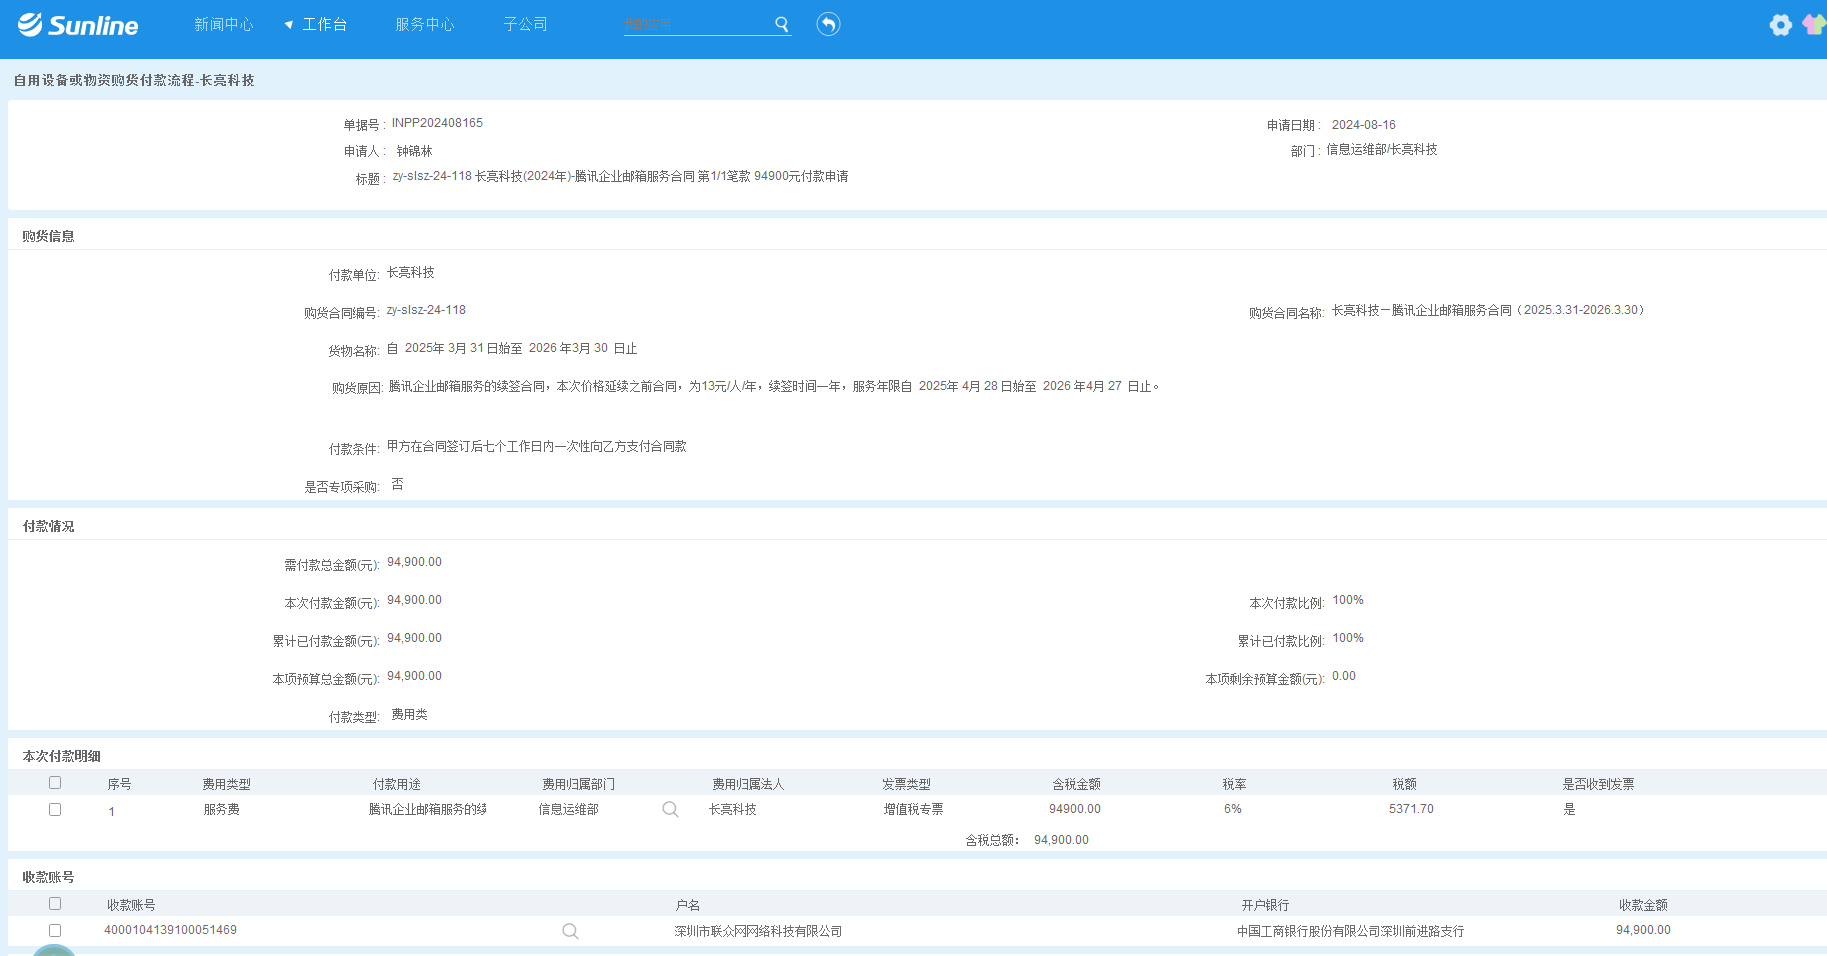 Sunline 新闻中心 工作台 服务中心 子公司
自用设备或物资购货付款流程-长亮科技
单据号: INPP202408165 申请日期: 2024-08-16
申请人: 钟锦林 部门: 信息运维部/长亮科技
标题: zy-slsz-24-118 长亮科技(2024年)-腾讯企业邮箱服务合同 第1/1笔款 94900元付款申请
购货信息
付款单位: 长亮科技
购货合同编号: zy-slsz-24-118 购货合同名称: 长亮科技－腾讯企业邮箱服务合同（2025.3.31-2026.3.30）
货物名称: 自 2025年 3月 31 日始至 2026 年3月 30 日止
购货原因: 腾讯企业邮箱服务的续签合同，本次价格延续之前合同，为13元/人/年，续签时间一年，服务年限自 2025年 4月 28 日始至 2026 年4月 27 日止。
付款条件: 甲方在合同签订后七个工作日内一次性向乙方支付合同款
是否专项采购: 否
付款情况
需付款总金额(元): 94,900.00
本次付款金额(元): 94,900.00 本次付款比例: 100%
累计已付款金额(元): 94,900.00 累计已付款比例: 100%
本项预算总金额(元): 94,900.00 本项剩余预算金额(元): 0.00
付款类型: 费用类
本次付款明细
序号 费用类型 付款用途 费用归属部门 费用归属法人 发票类型 含税金额 税率 税额 是否收到发票
1 服务费 腾讯企业邮箱服务的续 信息运维部 长亮科技 增值税专票 94900.00 6% 5371.70 是
含税总额: 94,900.00
收款账号
收款账号 户名 开户银行 收款金额
4000104139100051469 深圳市联众网网络科技有限公司 中国工商银行股份有限公司深圳前进路支行 94,900.00